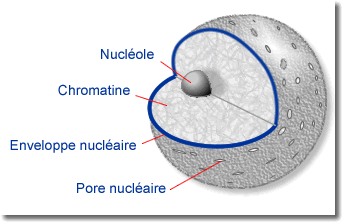 Nucléole
Chromatine
Enveloppe nucléaire
Pore nucléaire